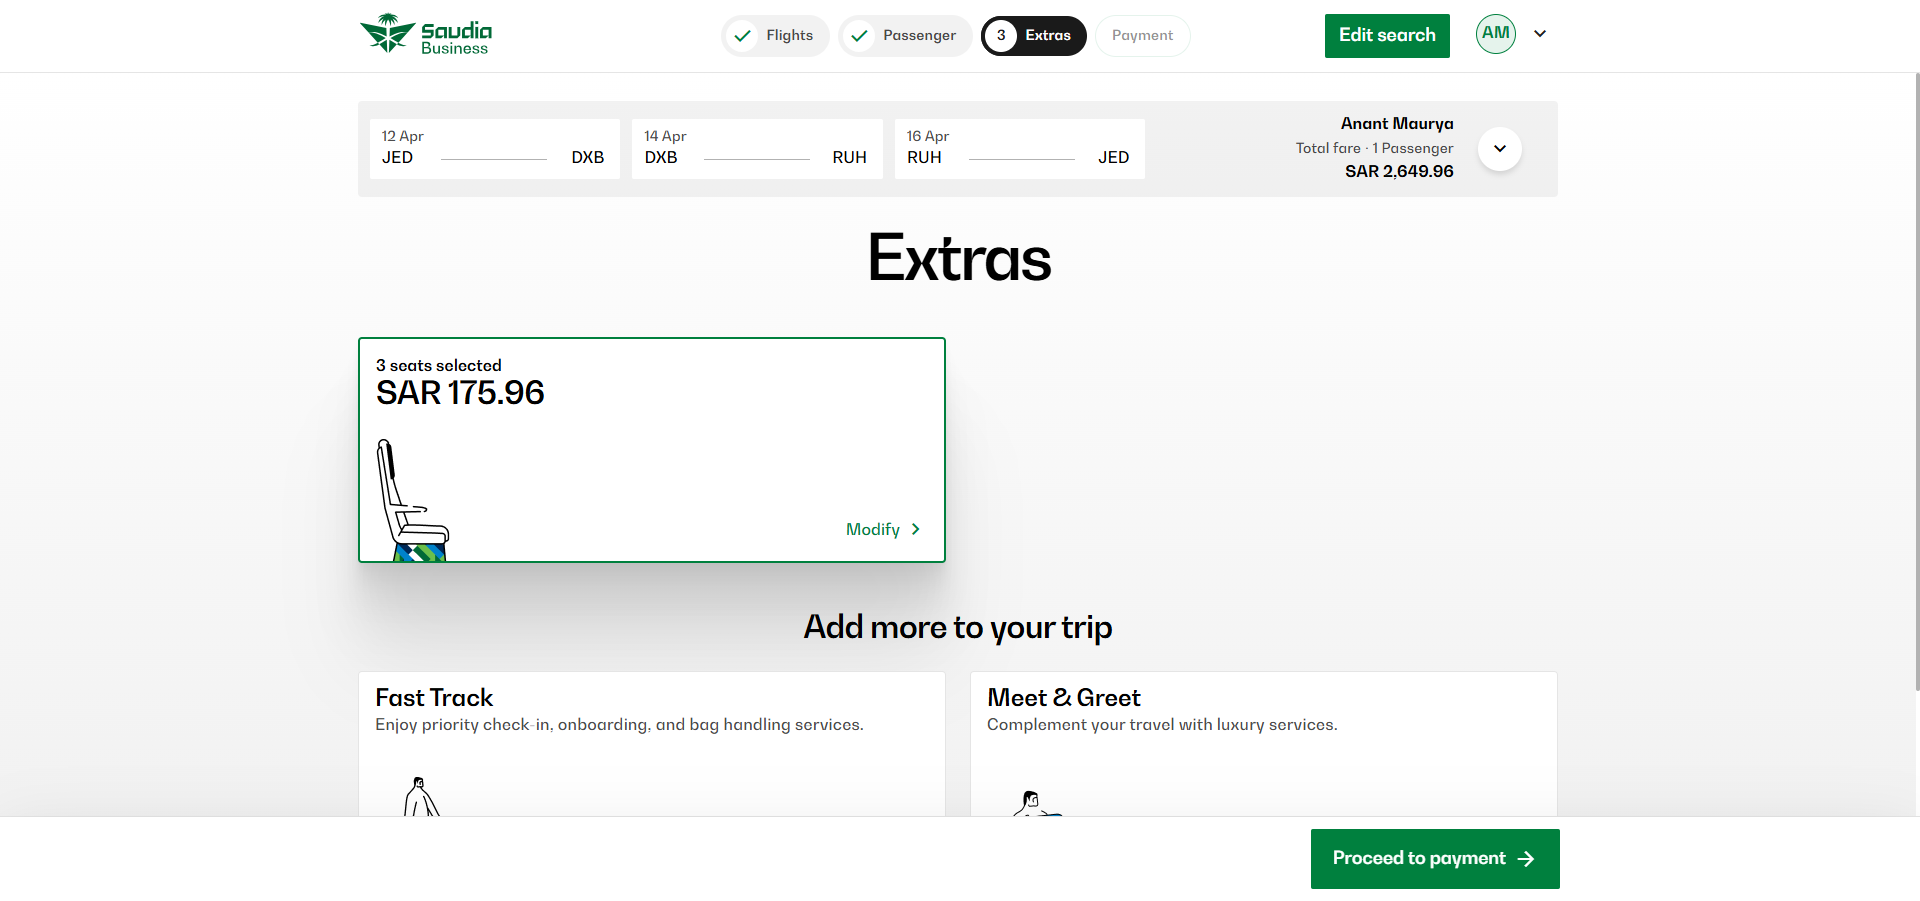 Saudia
Business
Flights
Passenger
3 Extras
Payment
Edit search
AM
12 Apr
JED DXB
14 Apr
DXB RUH
16 Apr
RUH JED
Anant Maurya
Total fare · 1 Passenger
SAR 2,649.96
Extras
3 seats selected
SAR 175.96
Modify
Add more to your trip
Fast Track
Enjoy priority check-in, onboarding, and bag handling services.
Meet & Greet
Complement your travel with luxury services.
Proceed to payment